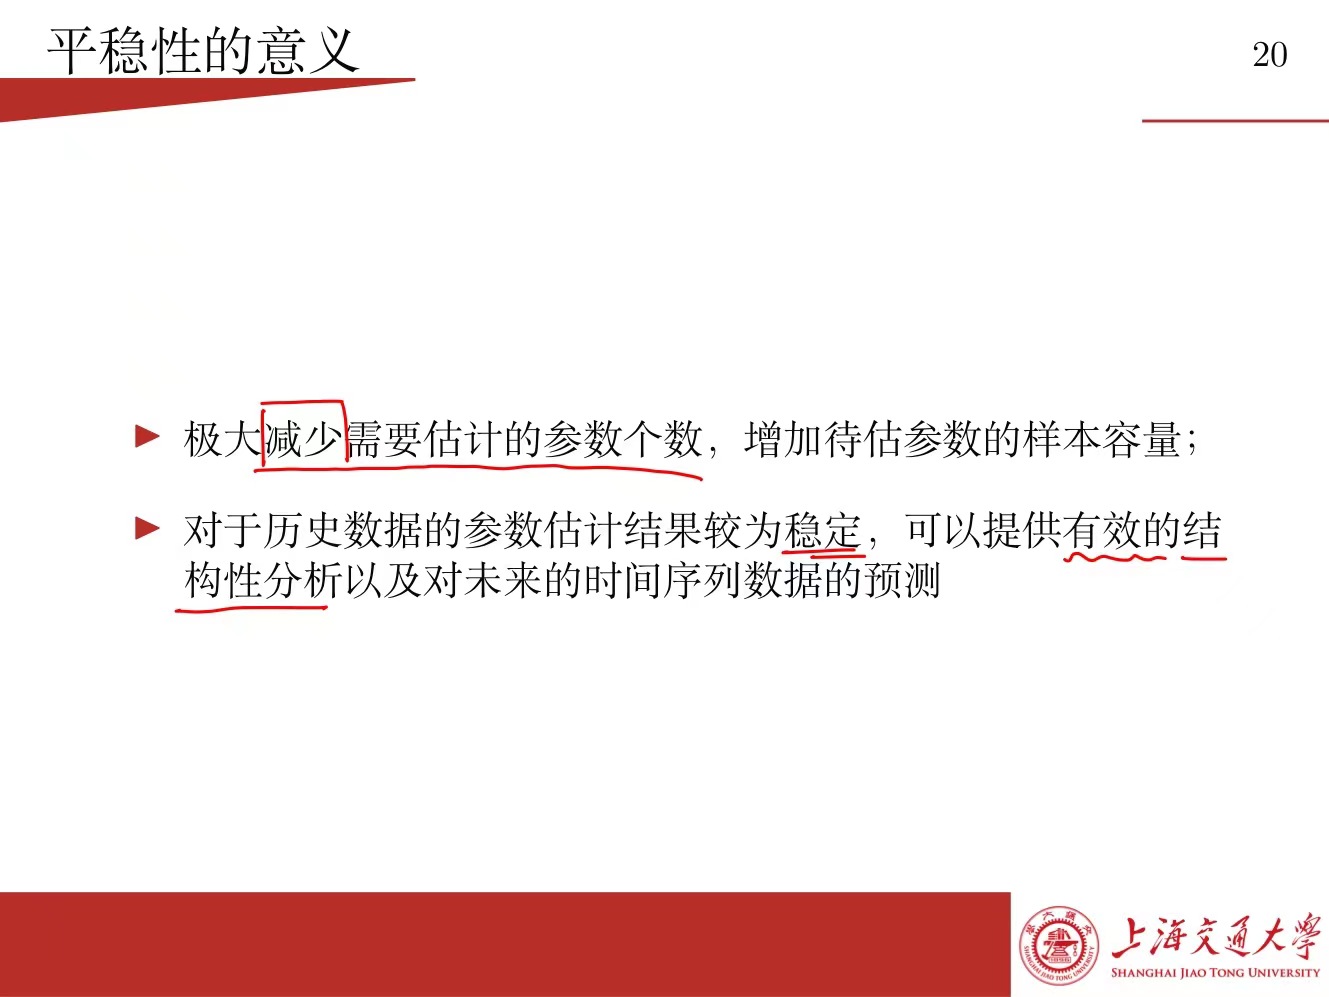 平稳性的意义
20
极大减少需要估计的参数个数，增加待估参数的样本容量；
对于历史数据的参数估计结果较为稳定，可以提供有效的结
构性分析以及对未来的时间序列数据的预测
上海交通大学
SHANGHAI JIAO TONG UNIVERSITY